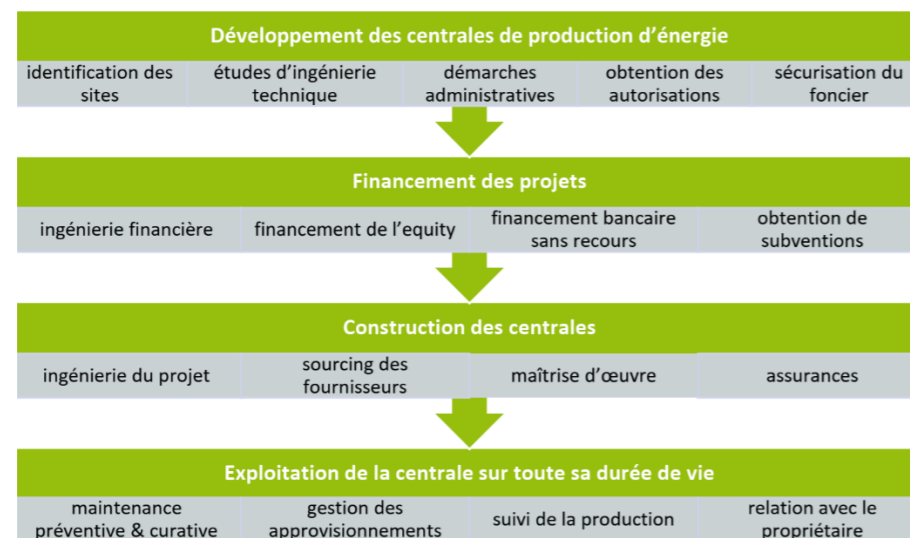 Développement des centrales de production d'énergie
identification des
sites
études d'ingénierie
technique
démarches
administratives
obtention des
autorisations
sécurisation du
foncier
Financement des projets
ingénierie financière
financement de l'equity
financement bancaire
sans recours
obtention de
subventions
Construction des centrales
ingénierie du projet
sourcing des
fournisseurs
maîtrise d'œuvre
assurances
Exploitation de la centrale sur toute sa durée de vie
maintenance
préventive & curative
gestion des
approvisionnements
suivi de la production
relation avec le
propriétaire